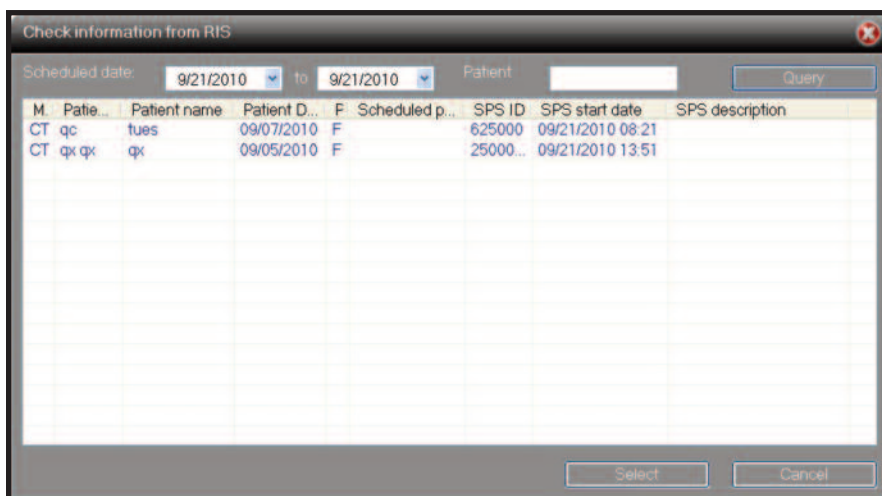 Check information from RIS
Scheduled date: 9/21/2010 to 9/21/2010 Patient Query
M. Patie... Patient name Patient D... F Scheduled p... SPS ID SPS start date SPS description
CT qc tues 09/07/2010 F 625000 09/21/2010 08:21
CT qx qx qx 09/05/2010 F 25000... 09/21/2010 13:51
Select Cancel